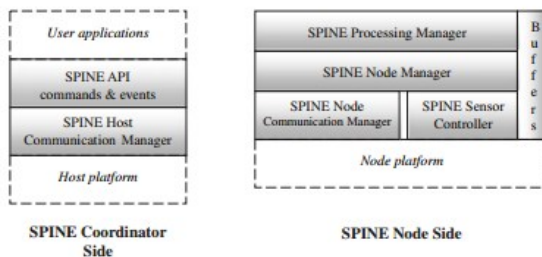 User applications
SPINE API
commands & events
SPINE Host
Communication Manager
Host platform
SPINE Coordinator
Side
SPINE Processing Manager
SPINE Node Manager
SPINE Node
Communication Manager
SPINE Sensor
Controller
Buffers
Node platform
SPINE Node Side